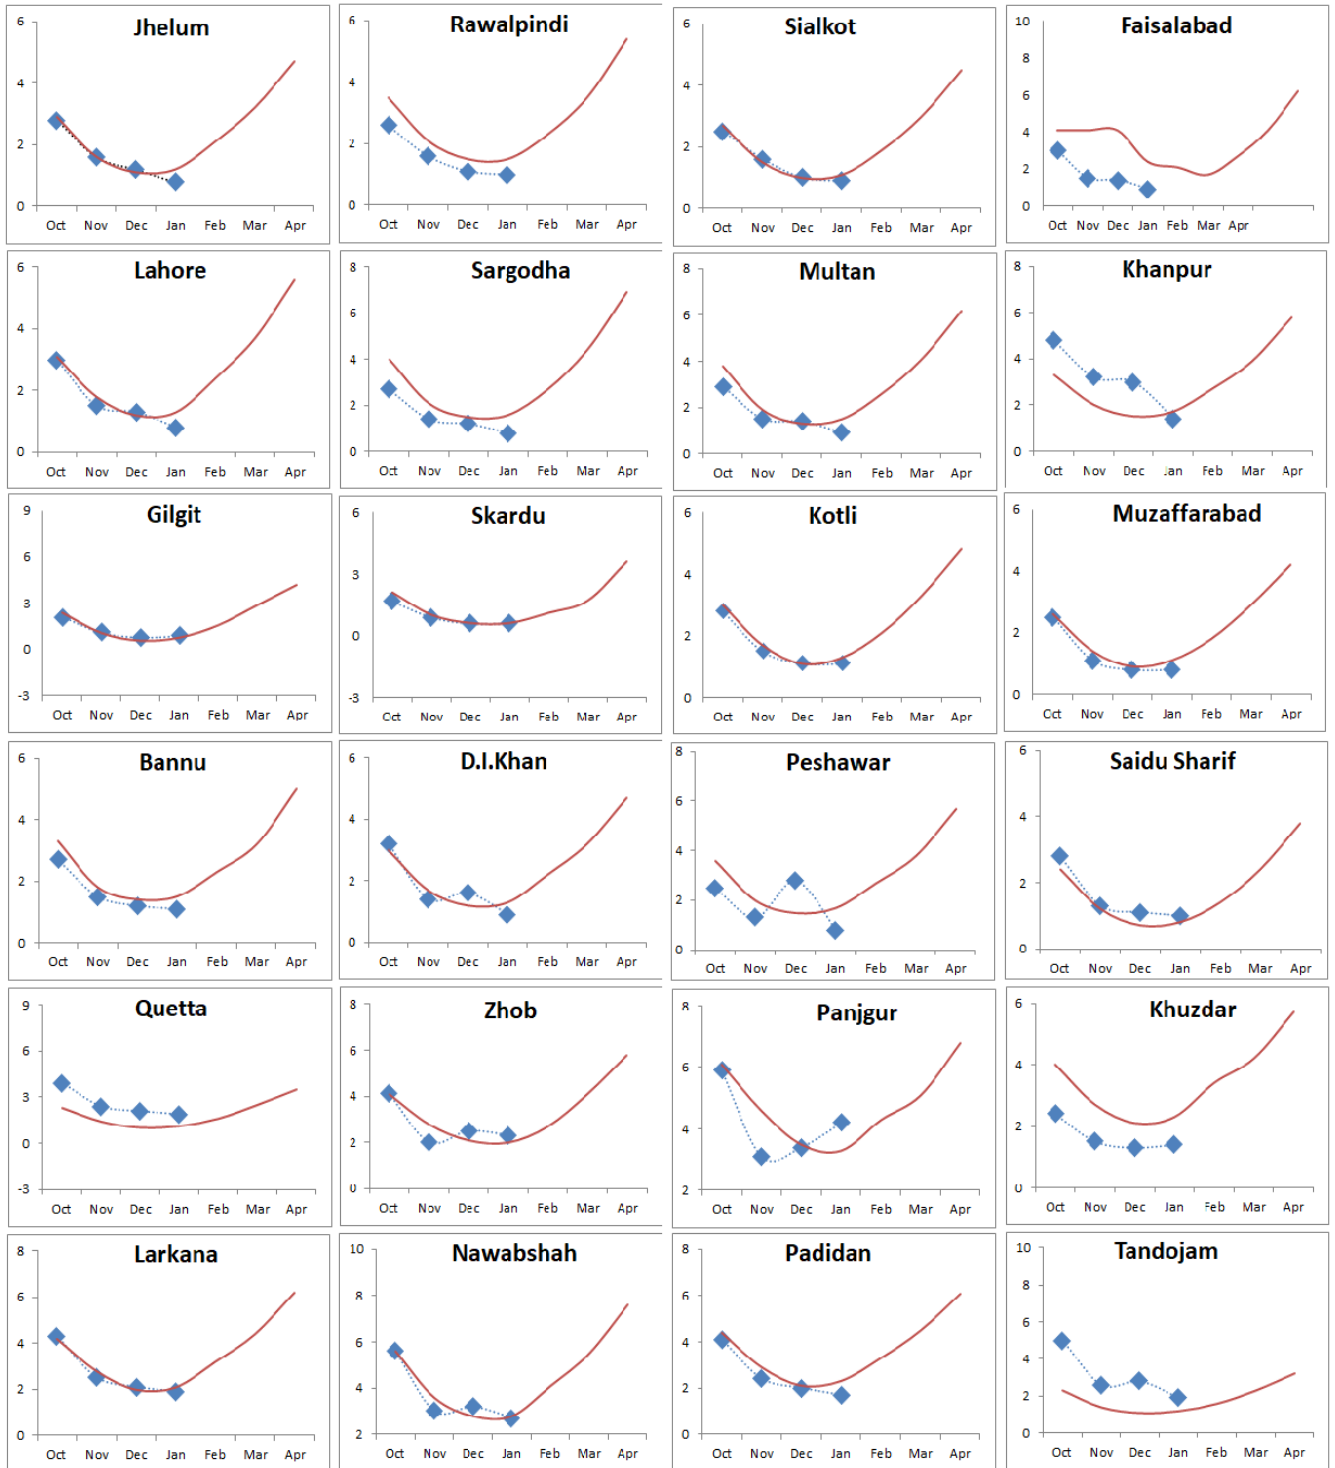 Jhelum
6
4
2
0
Oct Nov Dec Jan Feb Mar Apr
Rawalpindi
6
4
2
0
Oct Nov Dec Jan Feb Mar Apr
Sialkot
6
4
2
0
Oct Nov Dec Jan Feb Mar Apr
Faisalabad
10
8
6
4
2
0
Oct Nov Dec Jan Feb Mar Apr
Lahore
6
4
2
0
Oct Nov Dec Jan Feb Mar Apr
Sargodha
8
6
4
2
0
Oct Nov Dec Jan Feb Mar Apr
Multan
8
6
4
2
0
Oct Nov Dec Jan Feb Mar Apr
Khanpur
8
6
4
2
0
Oct Nov Dec Jan Feb Mar Apr
Gilgit
9
6
3
0
-3
Oct Nov Dec Jan Feb Mar Apr
Skardu
6
3
0
-3
Oct Nov Dec Jan Feb Mar Apr
Kotli
6
4
2
0
Oct Nov Dec Jan Feb Mar Apr
Muzaffarabad
6
4
2
0
Oct Nov Dec Jan Feb Mar Apr
Bannu
6
4
2
0
Oct Nov Dec Jan Feb Mar Apr
D.I.Khan
6
4
2
0
Oct Nov Dec Jan Feb Mar Apr
Peshawar
8
6
4
2
0
Oct Nov Dec Jan Feb Mar Apr
Saidu Sharif
6
4
2
0
Oct Nov Dec Jan Feb Mar Apr
Quetta
9
6
3
0
-3
Oct Nov Dec Jan Feb Mar Apr
Zhob
8
6
4
2
0
Oct Nov Dec Jan Feb Mar Apr
Panjgur
8
6
4
2
Oct Nov Dec Jan Feb Mar Apr
Khuzdar
6
4
2
0
Oct Nov Dec Jan Feb Mar Apr
Larkana
8
6
4
2
0
Oct Nov Dec Jan Feb Mar Apr
Nawabshah
10
8
6
4
2
Oct Nov Dec Jan Feb Mar Apr
Padidan
8
6
4
2
0
Oct Nov Dec Jan Feb Mar Apr
Tandojam
10
8
6
4
2
0
Oct Nov Dec Jan Feb Mar Apr